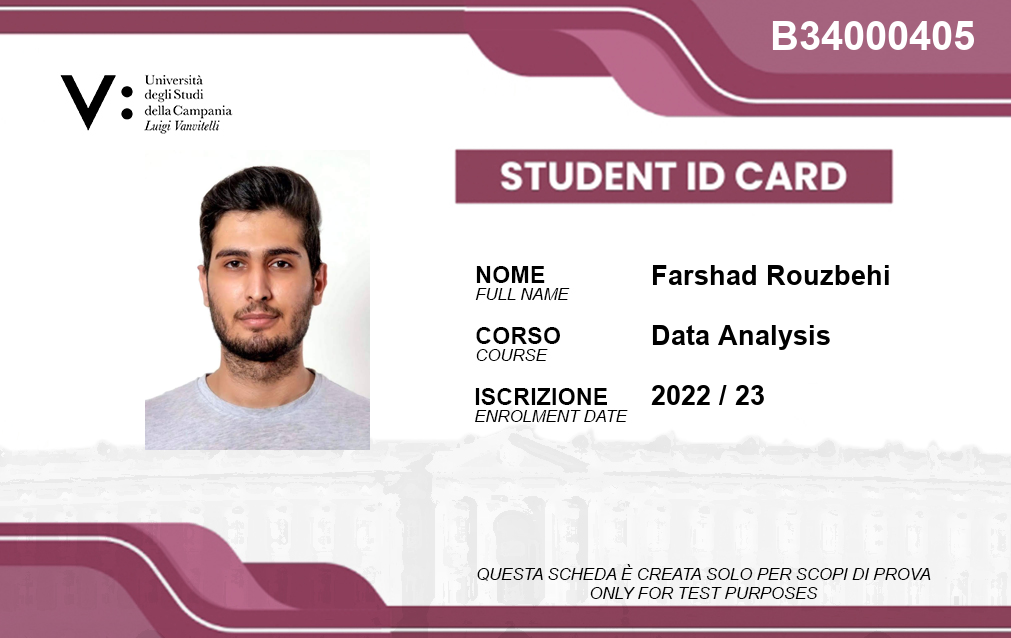 B34000405
V:
Università
degli Studi
della Campania
Luigi Vanvitelli
STUDENT ID CARD
NOME
FULL NAME
Farshad Rouzbehi
CORSO
COURSE
Data Analysis
ISCRIZIONE
ENROLMENT DATE
2022 / 23
QUESTA SCHEDA È CREATA SOLO PER SCOPI DI PROVA
ONLY FOR TEST PURPOSES